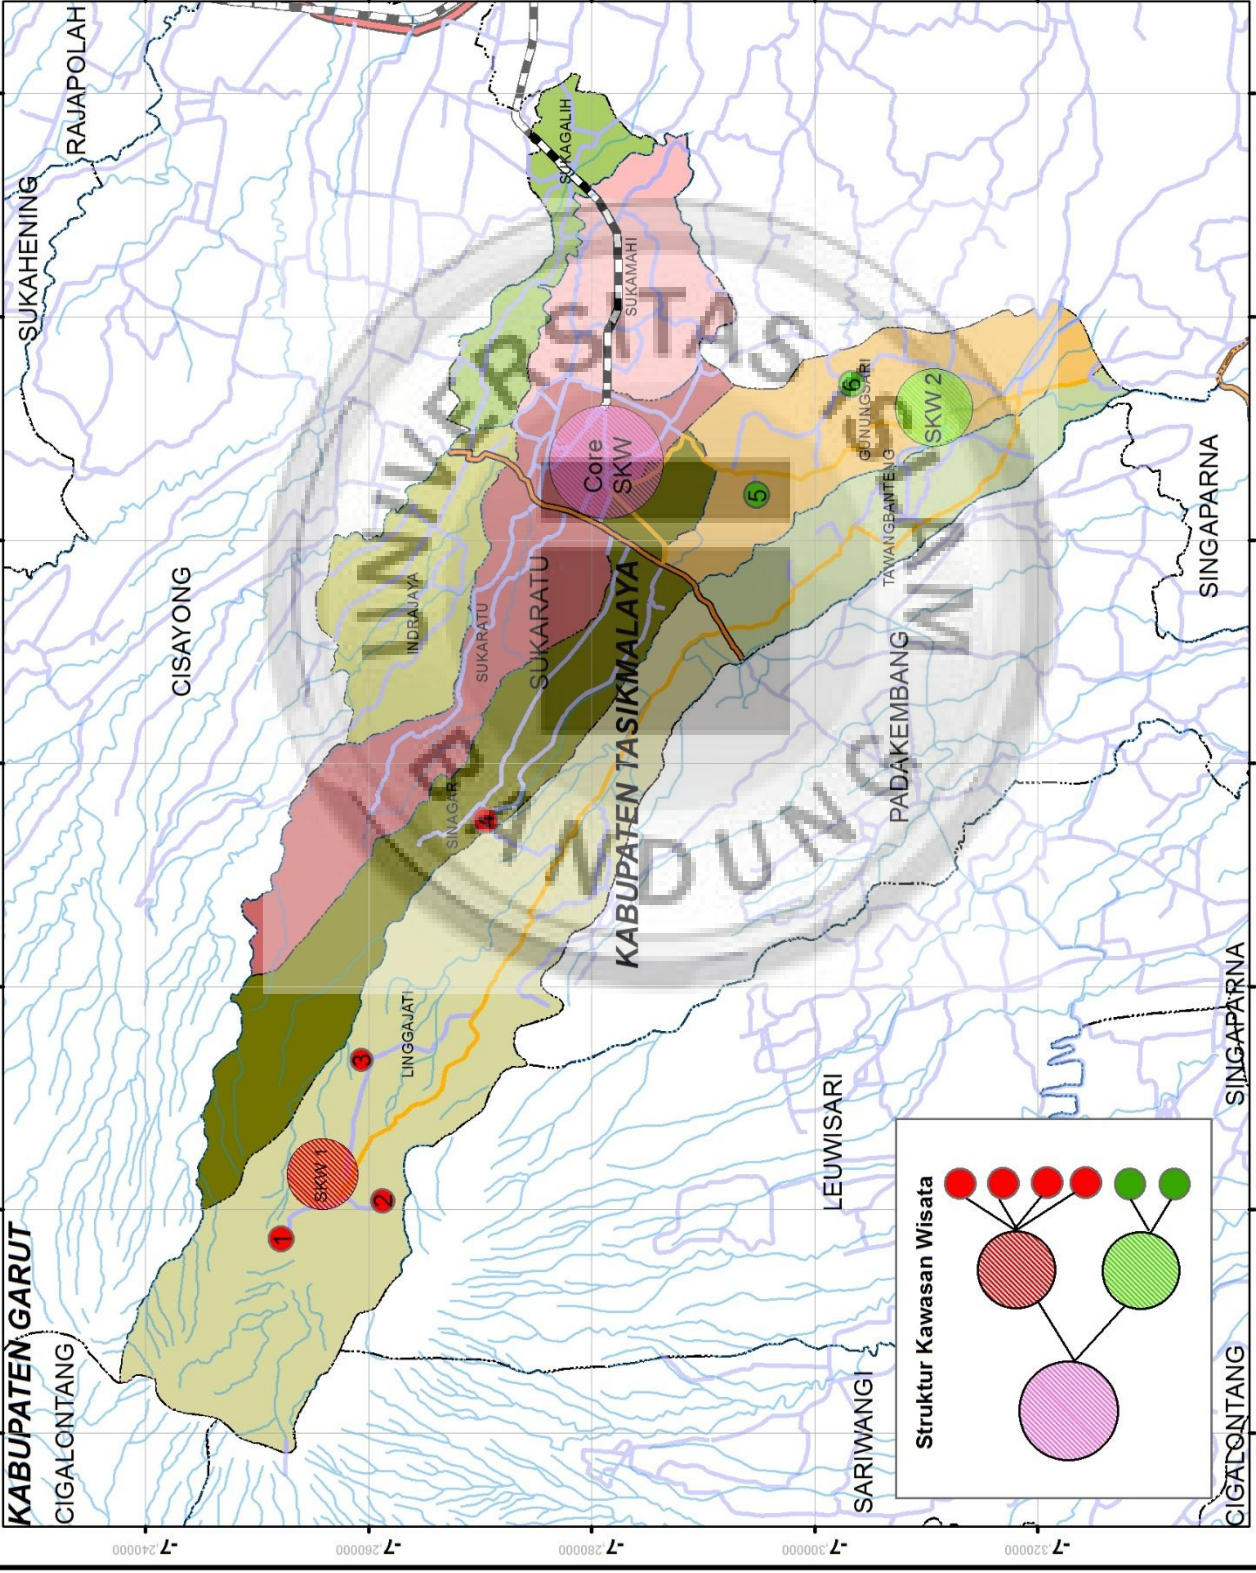 KABUPATEN GARUT
CIGALONTANG
SUKAHENING
RAJAPOLAH
CISAYONG
SUKAGALIH
SUKAMAHI
INDRAJAYA
SUKARATU
SUKARATU
SINAGAR
LINGGAJATI
KABUPATEN TASIKMALAYA
Core
SKW
SKW 1
SKW 2
1
2
3
4
5
6
GUNUNGSARI
TAWANGBANTENG
PADAKEMBANG
SINGAPARNA
LEUWISARI
SARIWANGI
SINGAPARNA
CIGALONTANG
UNIVERSITAS ISLAM
BANDUNG
Struktur Kawasan Wisata
-7.240000
-7.260000
-7.280000
-7.300000
-7.320000